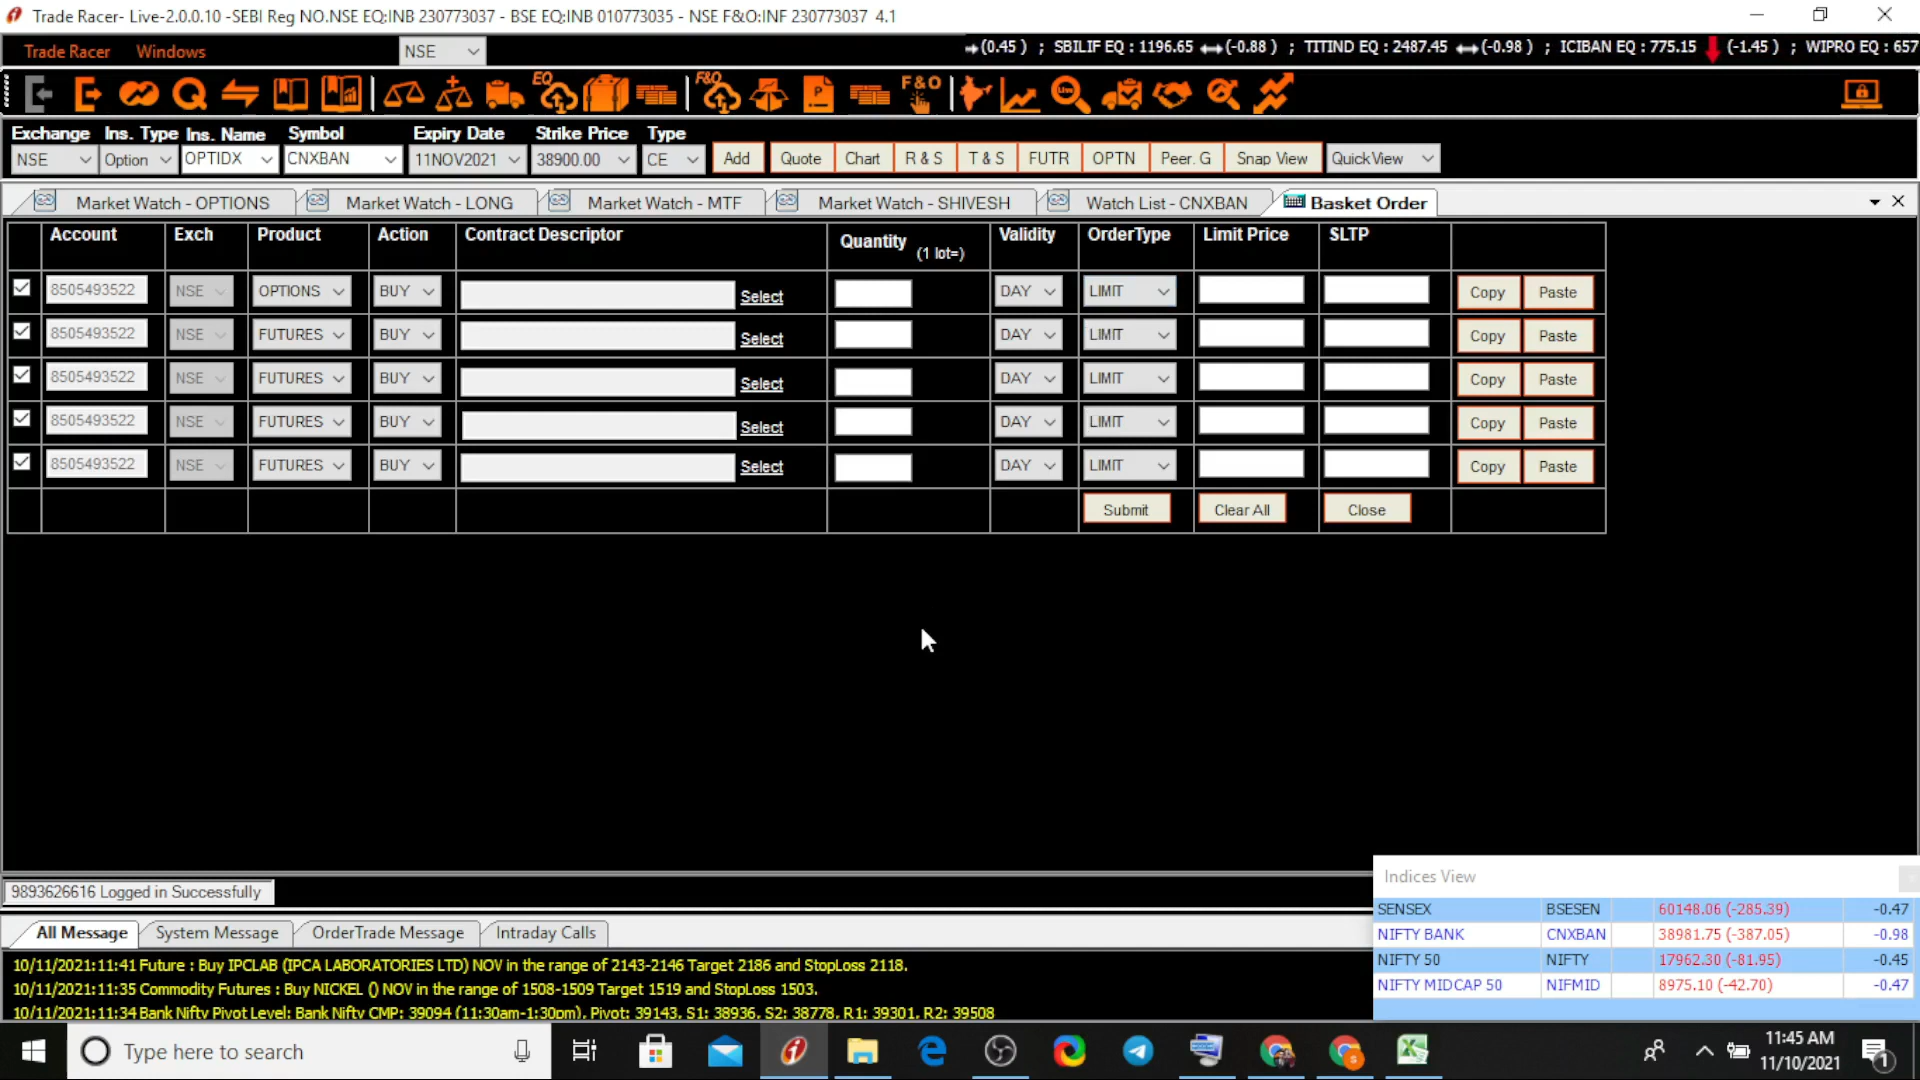 Trade Racer- Live-2.0.0.10 -SEBI Reg NO.NSE EQ:INB 230773037 - BSE EQ:INB 010773035 - NSE F&O:INF 230773037 4.1
Trade Racer Windows NSE (0.45 ) ; SBILIF EQ : 1196.65 (-0.88 ) ; TITIND EQ : 2487.45 (-0.98 ) ; ICIBAN EQ : 775.15 (-1.45 ) ; WIPRO EQ : 657
EQ F&O P F&O Live
Exchange Ins. Type Ins. Name Symbol Expiry Date Strike Price Type
NSE Option OPTIDX CNXBAN 11NOV2021 38900.00 CE Add Quote Chart R & S T & S FUTR OPTN Peer. G Snap View QuickView
Market Watch - OPTIONS Market Watch - LONG Market Watch - MTF Market Watch - SHIVESH Watch List - CNXBAN Basket Order
Account Exch Product Action Contract Descriptor Quantity (1 lot=) Validity OrderType Limit Price SLTP
8505493522 NSE OPTIONS BUY Select DAY LIMIT Copy Paste
8505493522 NSE FUTURES BUY Select DAY LIMIT Copy Paste
8505493522 NSE FUTURES BUY Select DAY LIMIT Copy Paste
8505493522 NSE FUTURES BUY Select DAY LIMIT Copy Paste
8505493522 NSE FUTURES BUY Select DAY LIMIT Copy Paste
Submit Clear All Close
9893626616 Logged in Successfully
All Message System Message OrderTrade Message Intraday Calls
10/11/2021:11:41 Future : Buy IPCLAB (IPCA LABORATORIES LTD) NOV in the range of 2143-2146 Target 2186 and StopLoss 2118.
10/11/2021:11:35 Commodity Futures : Buy NICKEL () NOV in the range of 1508-1509 Target 1519 and StopLoss 1503.
10/11/2021:11:34 Bank Nifty Pivot Level: Bank Nifty CMP: 39094 (11:30am-1:30pm), Pivot: 39143, S1: 38936, S2: 38778, R1: 39301, R2: 39508
Indices View
SENSEX BSESEN 60148.06 (-285.39) -0.47
NIFTY BANK CNXBAN 38981.75 (-387.05) -0.98
NIFTY 50 NIFTY 17962.30 (-81.95) -0.45
NIFTY MIDCAP 50 NIFMID 8975.10 (-42.70) -0.47
Type here to search
11:45 AM
11/10/2021
1